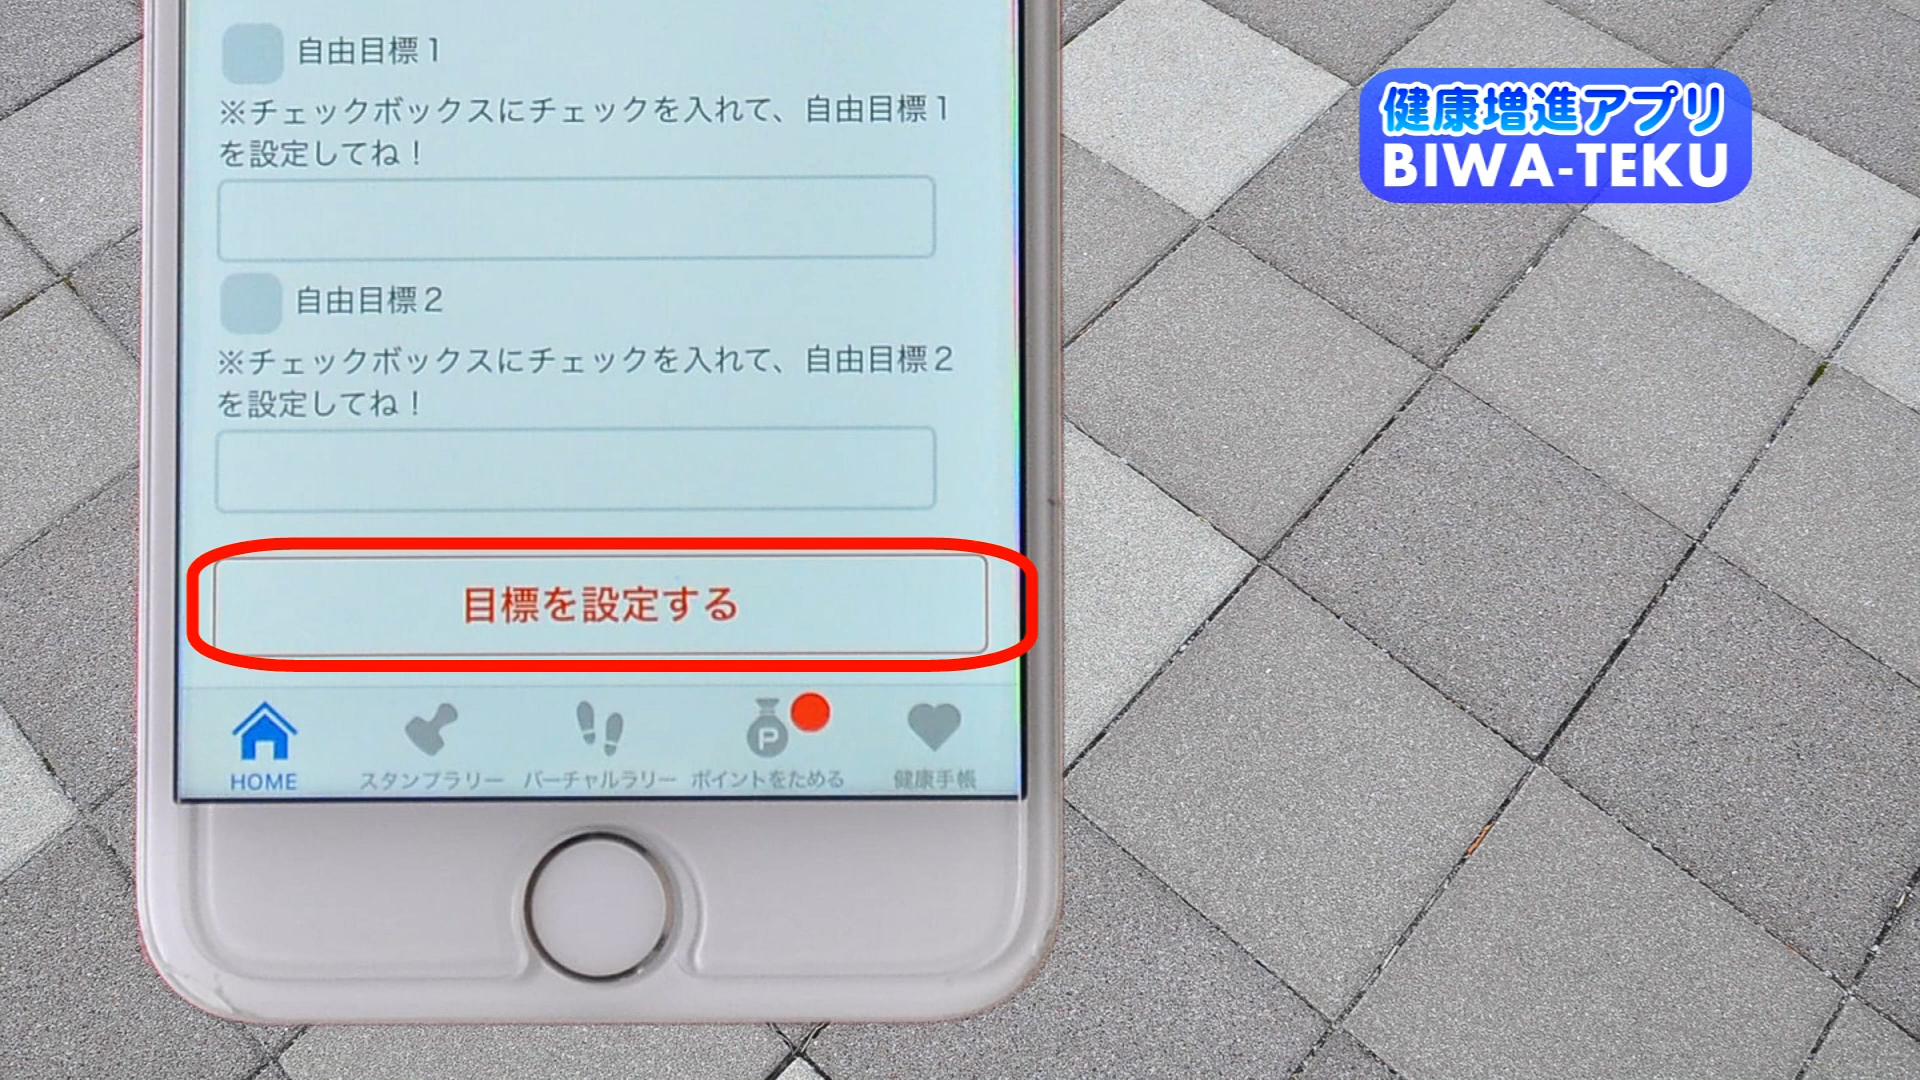 自由目標1
※チェックボックスにチェックを入れて、自由目標1
を設定してね！
自由目標2
※チェックボックスにチェックを入れて、自由目標2
を設定してね！
目標を設定する
P
HOME
スタンプラリー
バーチャルラリー
ポイントをためる
健康手帳
健康増進アプリ
BIWA-TEKU